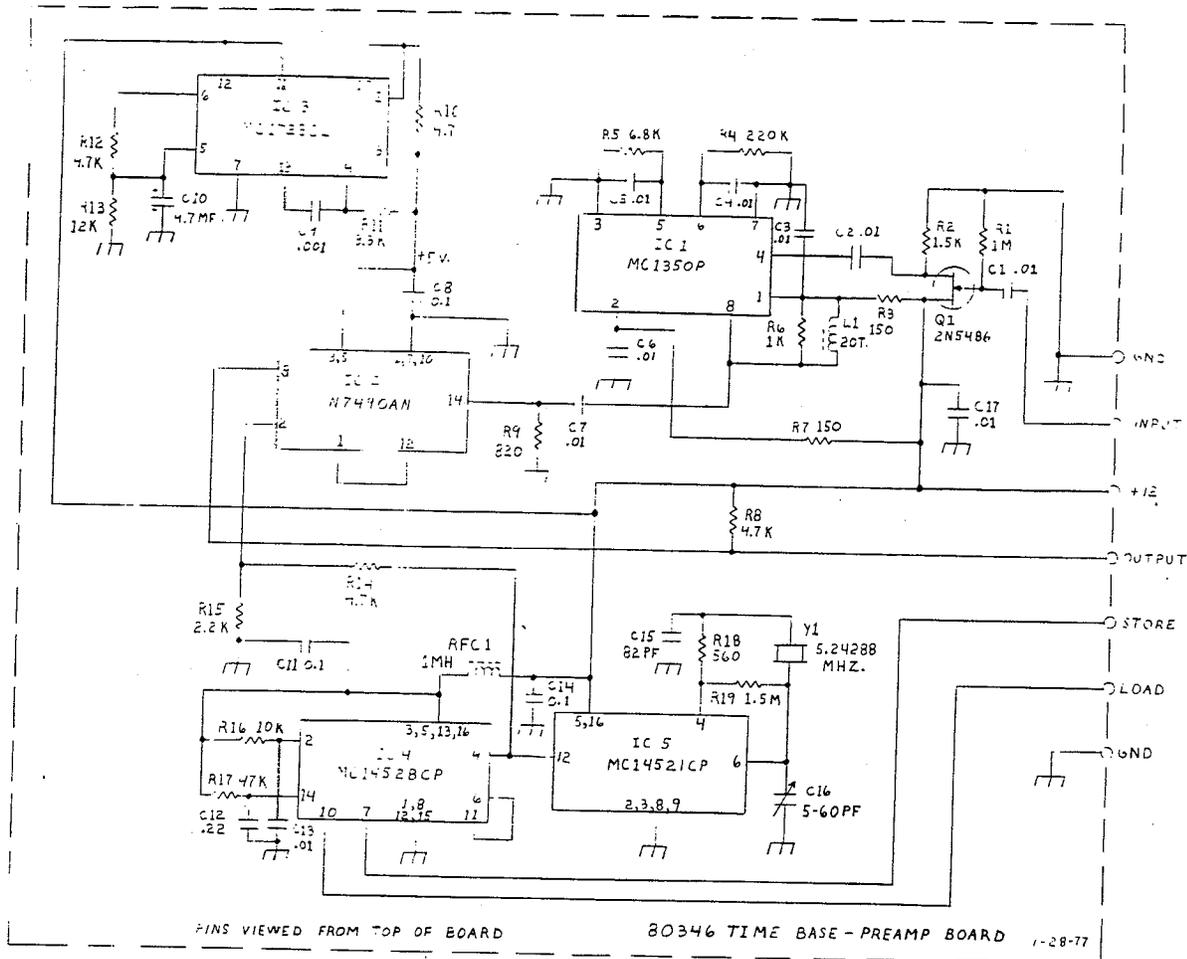 12
6
5
7
13
4
IC 3
R12
4.7K
R13
12K
C10
4.7MF
.001
+5V.
C8
0.1
R5 6.8K
R4 220K
.01
3
5
6
7
IC 1
MC1350P
4
1
2
8
C3
.01
C2 .01
R2
1.5K
R1
1M
C1 .01
Q1
2N5486
R3
150
L1
20T.
R6
1K
C6
.01
IC 2
N7490AN
14
2
1
12
R9
820
C7
.01
R7 150
C17
.01
GND
INPUT
+12
R8
4.7K
OUTPUT
R14
4.7K
R15
2.2K
C11 0.1
RFC1
1MH
C14
0.1
C15
82PF
R18
560
R19 1.5M
Y1
5.24288
MHZ.
STORE
LOAD
GND
R16 10K
R17 47K
C12
.22
C13
.01
3,5,13,16
2
14
10
7
IC 4
MC14528CP
1,8
12,15
4
6
11
5,16
4
12
6
IC 5
MC14521CP
2,3,8,9
C16
5-60PF
PINS VIEWED FROM TOP OF BOARD
80346 TIME BASE-PREAMP BOARD